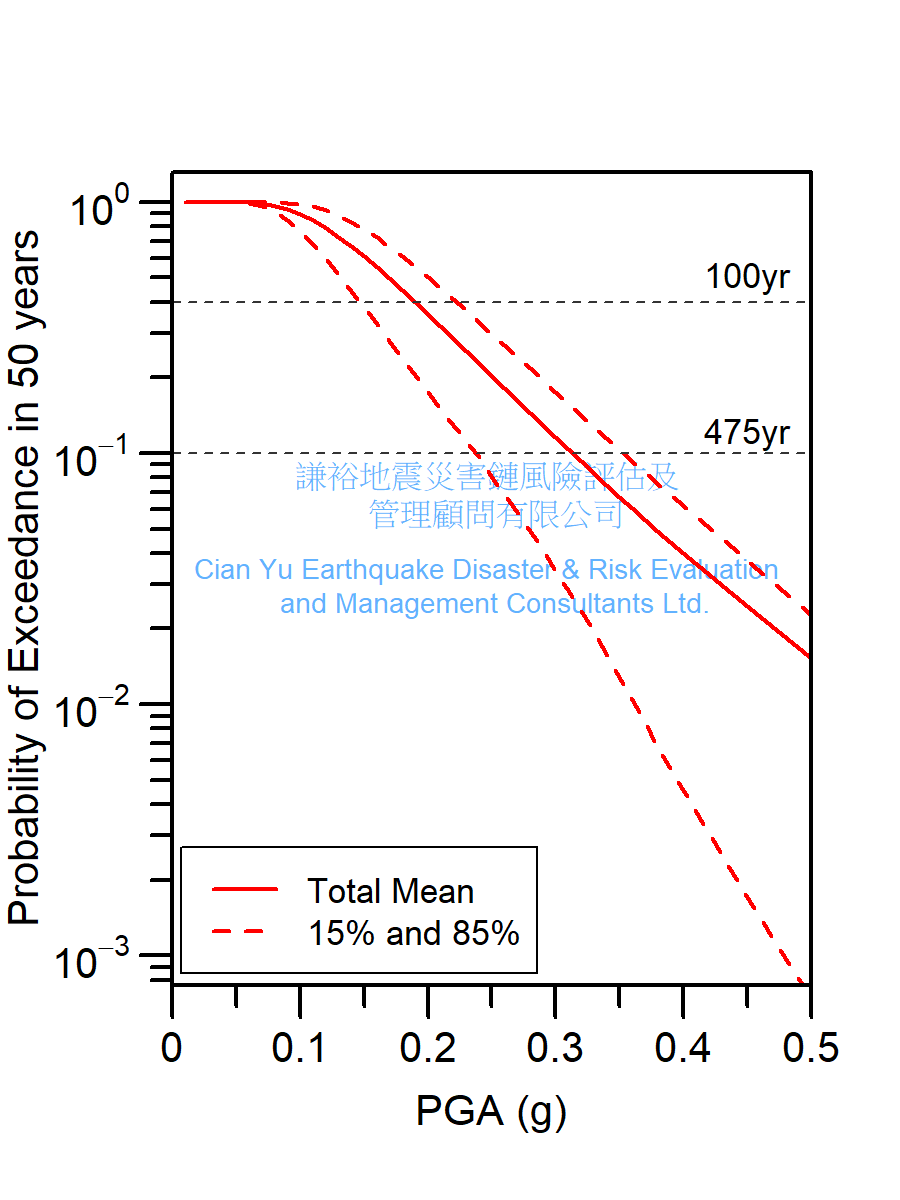 Probability of Exceedance in 50 years
10⁰
10⁻¹
10⁻²
10⁻³
100yr
475yr
謙裕地震災害鏈風險評估及
管理顧問有限公司
Cian Yu Earthquake Disaster & Risk Evaluation
and Management Consultants Ltd.
Total Mean
15% and 85%
0 0.1 0.2 0.3 0.4 0.5
PGA (g)